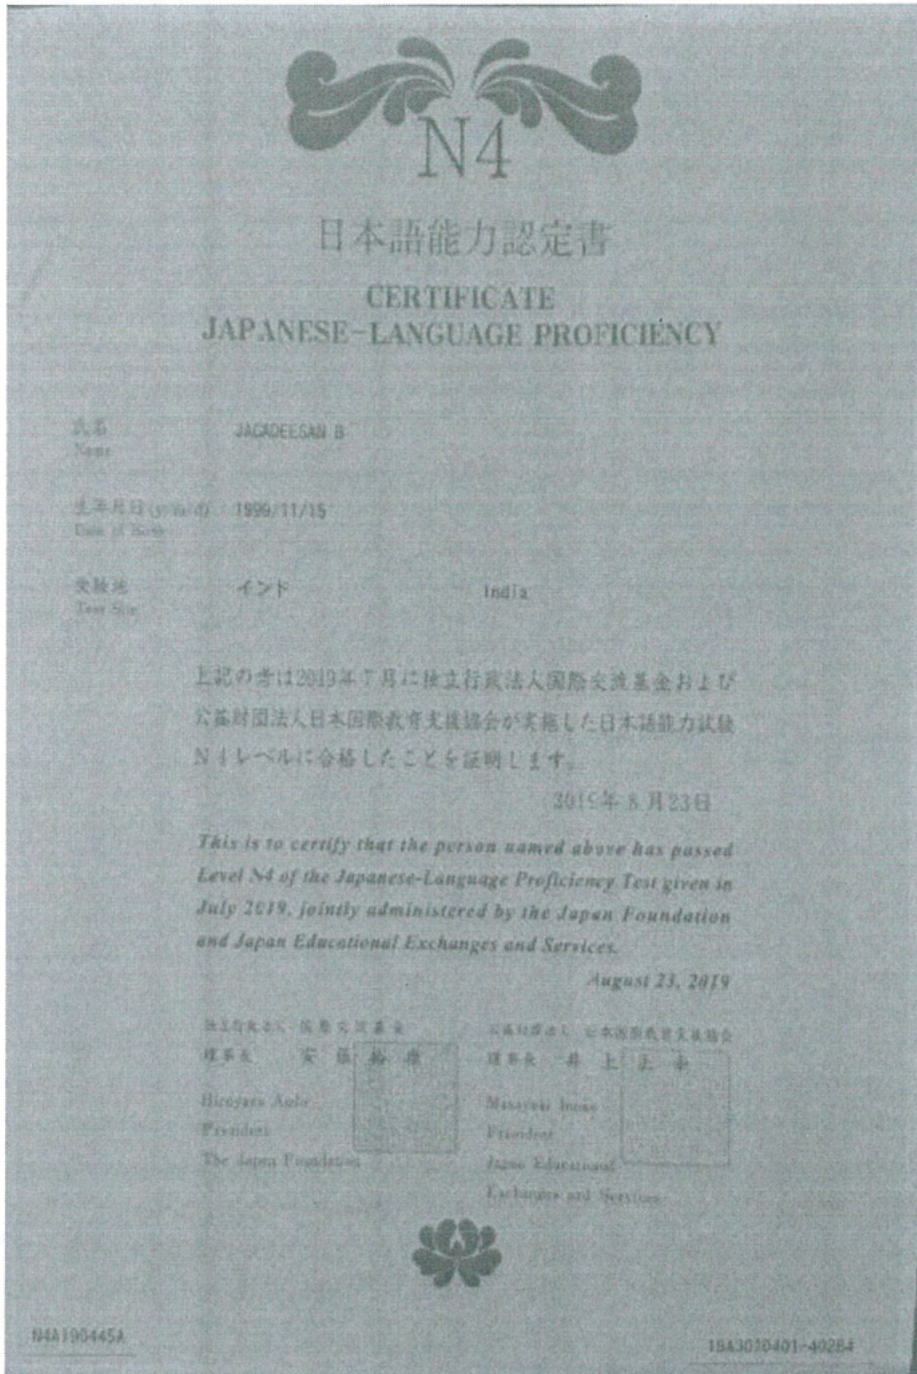 N4
日本語能力認定書
CERTIFICATE
JAPANESE-LANGUAGE PROFICIENCY
氏名 JAGADEESAN B
Name
生年月日(y/m/d) 1999/11/15
Date of Birth
受験地 インド India
Test Site
上記の者は2019年7月に独立行政法人国際交流基金および
公益財団法人日本国際教育支援協会が実施した日本語能力試験
N4レベルに合格したことを証明します。
3019年8月23日
This is to certify that the person named above has passed
Level N4 of the Japanese-Language Proficiency Test given in
July 2019, jointly administered by the Japan Foundation
and Japan Educational Exchanges and Services.
August 23, 2019
独立行政法人 国際交流基金 公益財団法人 日本国際教育支援協会
理事長 安藤裕康 理事長 井上正幸
Hiroyasu Ando Masayuki Inoue
President President
The Japan Foundation Japan Educational
Exchanges and Services
N4A190445A 19A3010401-40284